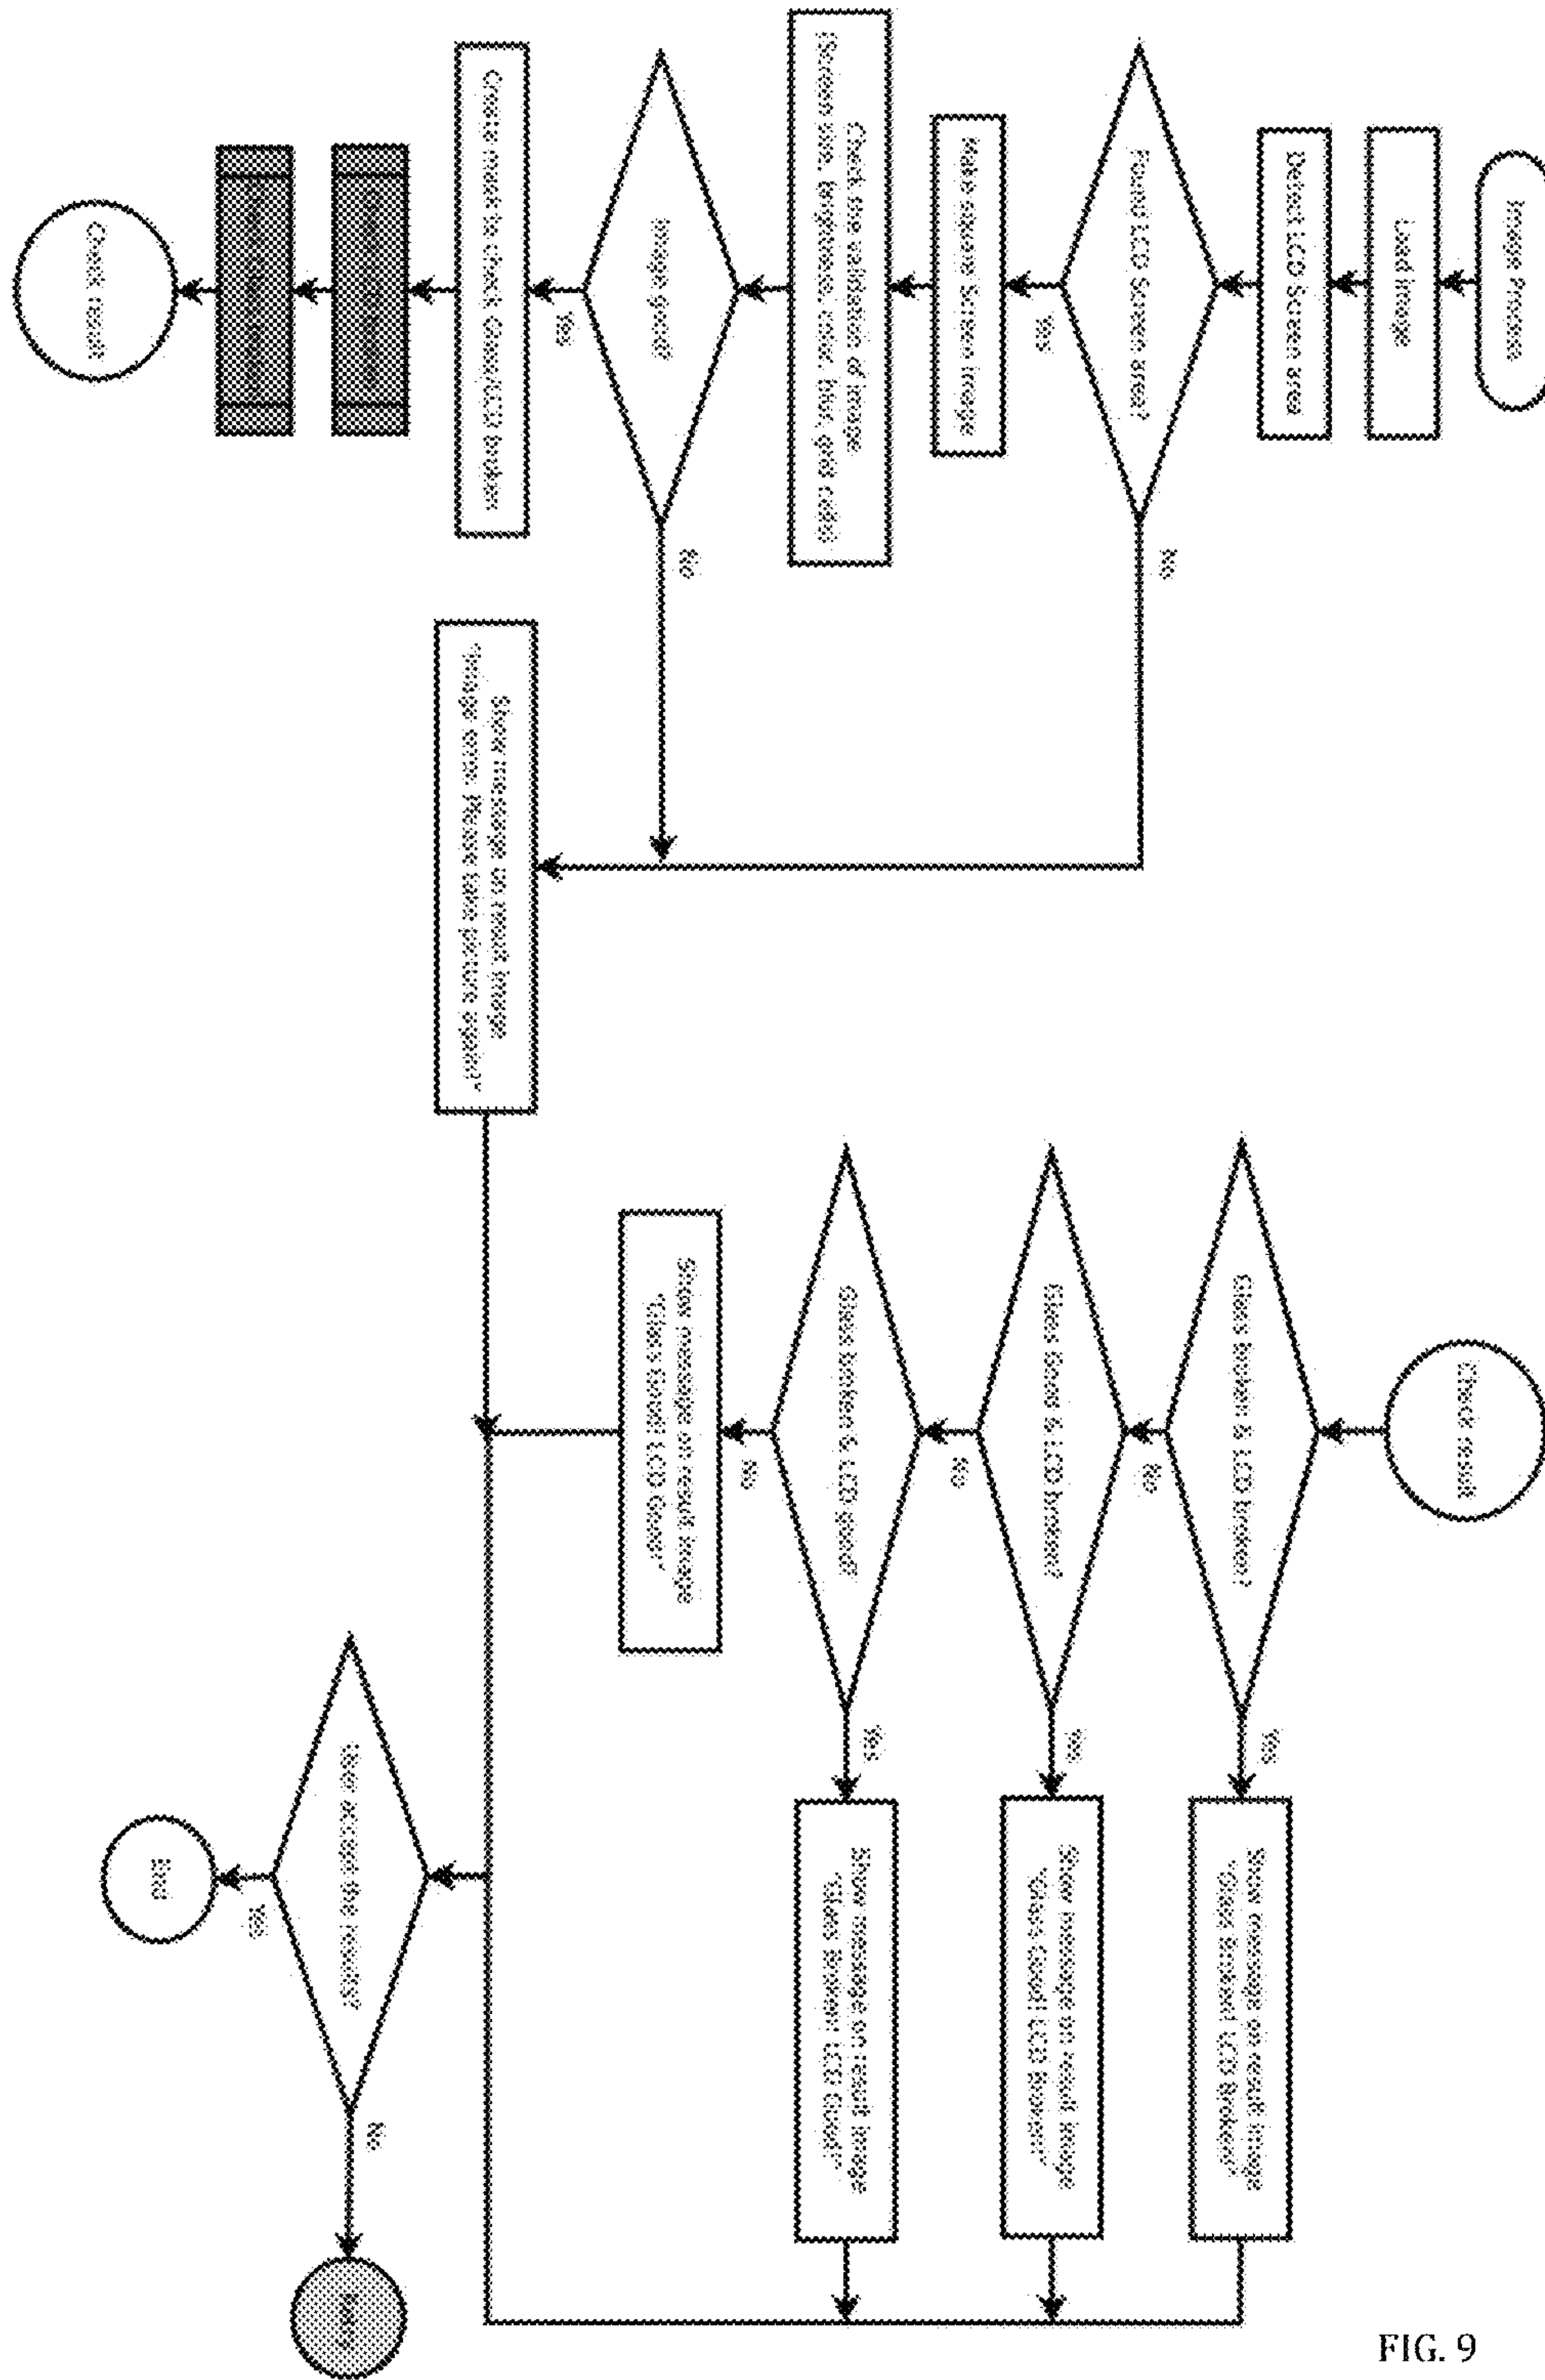 Image Process
Load Image
Detect LCD Screen area
Found LCD Screen area?
No
Yes
Make square Screen image
Check the validation of image
(Screen size, brightness, color, blur, grid radio)
Image good?
No
Yes
Create mask to check Glass/LCD broken
Check result
Show message on result image
"Image error. Please take picture again!"
Check result
Glass broken & LCD broken?
Yes
Show message on result image
"Glass Broken! LCD Broken!"
No
Glass Good & LCD broken?
Yes
Show message on result image
"Glass Good! LCD Broken!"
No
Glass broken & LCD good?
Yes
Show message on result image
"Glass Broken! LCD Good!"
No
Show message on result image
"Glass Good! LCD Good!"
User accept the results?
No
Yes
End
FIG. 9